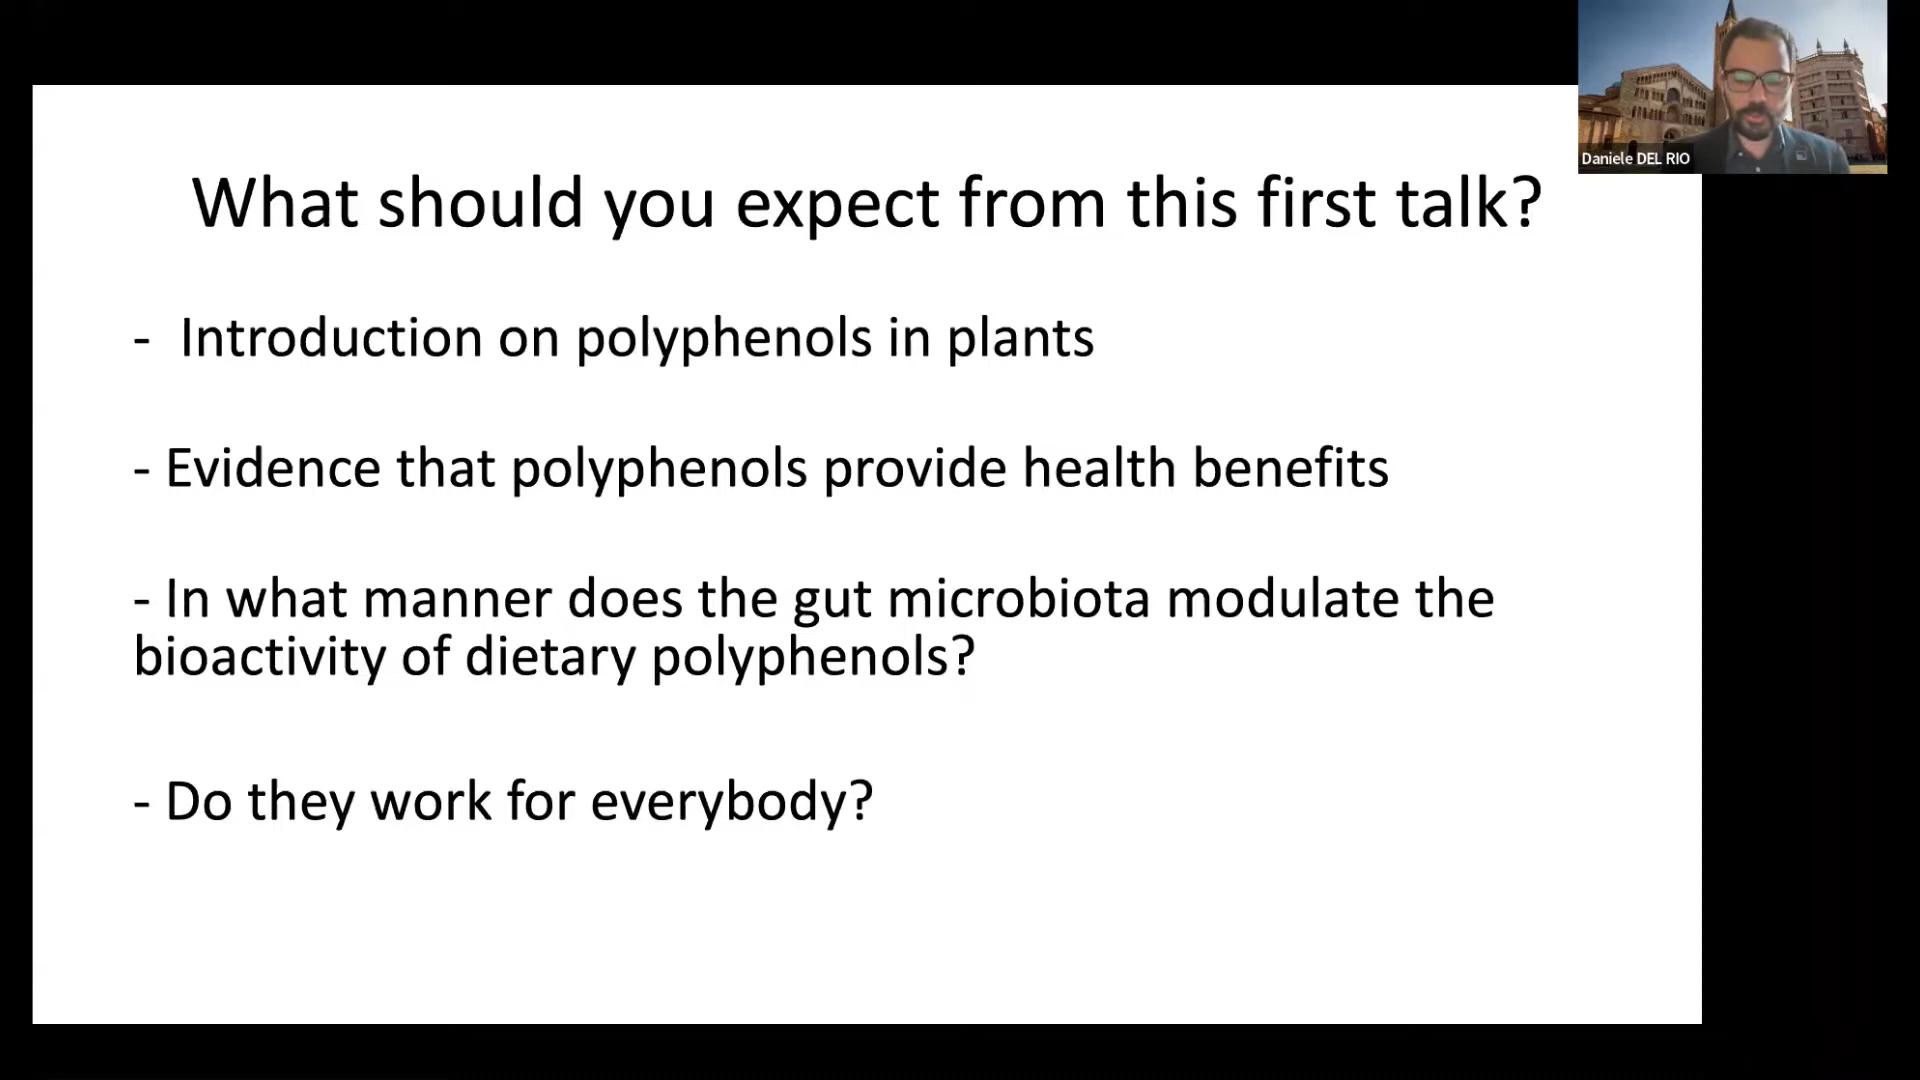 What should you expect from this first talk?
- Introduction on polyphenols in plants
- Evidence that polyphenols provide health benefits
- In what manner does the gut microbiota modulate the
bioactivity of dietary polyphenols?
- Do they work for everybody?
Daniele DEL RIO